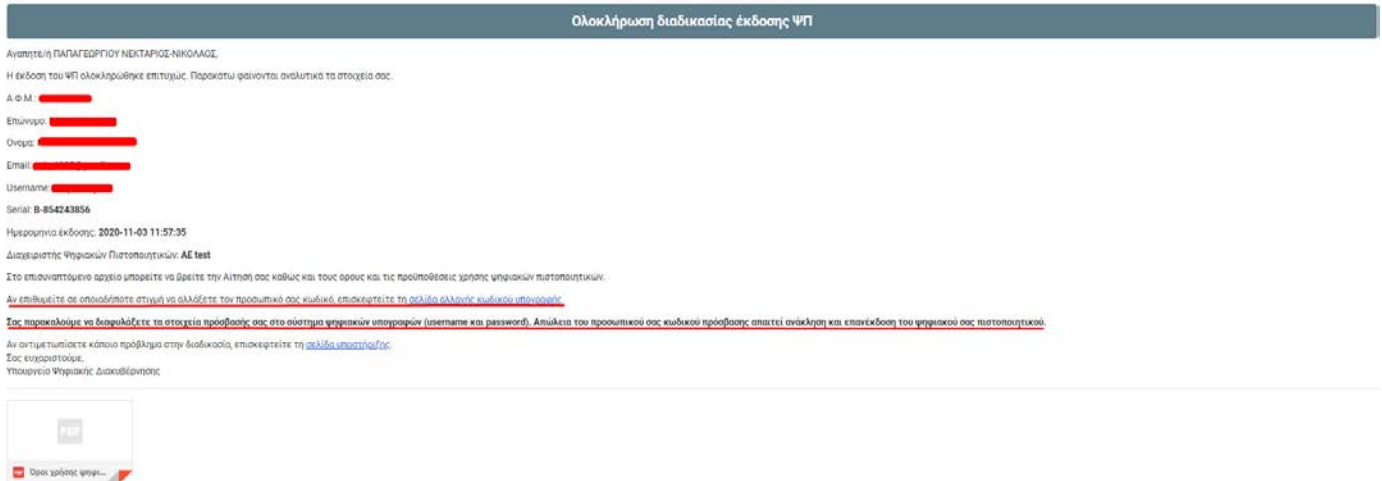 Ολοκλήρωση διαδικασίας έκδοσης ΨΠ
Αγαπητε/ή ΠΑΠΑΓΕΩΡΓΙΟΥ ΝΕΚΤΑΡΙΟΣ-ΝΙΚΟΛΑΟΣ,
Η έκδοση του ΨΠ ολοκληρώθηκε επιτυχώς. Παρακάτω φαίνονται αναλυτικά τα στοιχεία σας.
Α.Φ.Μ.:
Επώνυμο:
Όνομα:
Email:
Username:
Serial: B-854243856
Ημερομηνία έκδοσης: 2020-11-03 11:57:35
Διαχειριστής Ψηφιακών Πιστοποιητικών: AE test
Στο επισυναπτόμενο αρχείο μπορείτε να βρείτε την Αίτησή σας καθώς και τους όρους και τις προϋποθέσεις χρήσης ψηφιακών πιστοποιητικών.
Αν επιθυμείτε σε οποιαδήποτε στιγμή να αλλάξετε τον προσωπικό σας κωδικό, επισκεφτείτε τη σελίδα αλλαγής κωδικού υπογραφής.
Σας παρακαλούμε να διαφυλάξετε τα στοιχεία πρόσβασής σας στο σύστημα ψηφιακών υπογραφών (username και password). Απώλεια του προσωπικού σας κωδικού πρόσβασης απαιτεί ανάκληση και επανέκδοση του ψηφιακού σας πιστοποιητικού.
Αν αντιμετωπίσετε κάποιο πρόβλημα στην διαδικασία, επισκεφτείτε τη σελίδα υποστήριξης.
Σας ευχαριστούμε,
Υπουργείο Ψηφιακής Διακυβέρνησης
PDF
PDF Όροι χρήσης ψηφι...